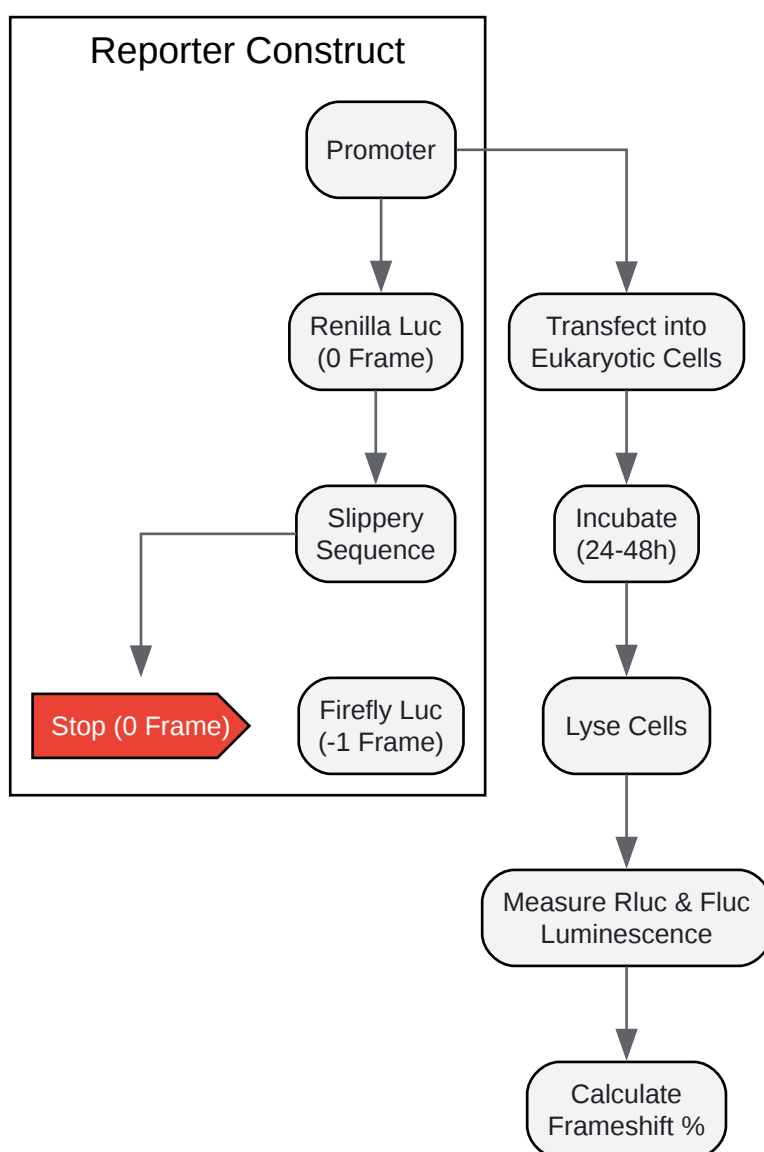 Reporter Construct
Promoter
Renilla Luc
(0 Frame)
Transfect into
Eukaryotic Cells
Slippery
Sequence
Incubate
(24-48h)
Stop (0 Frame)
Firefly Luc
(-1 Frame)
Lyse Cells
Measure Rluc & Fluc
Luminescence
Calculate
Frameshift %